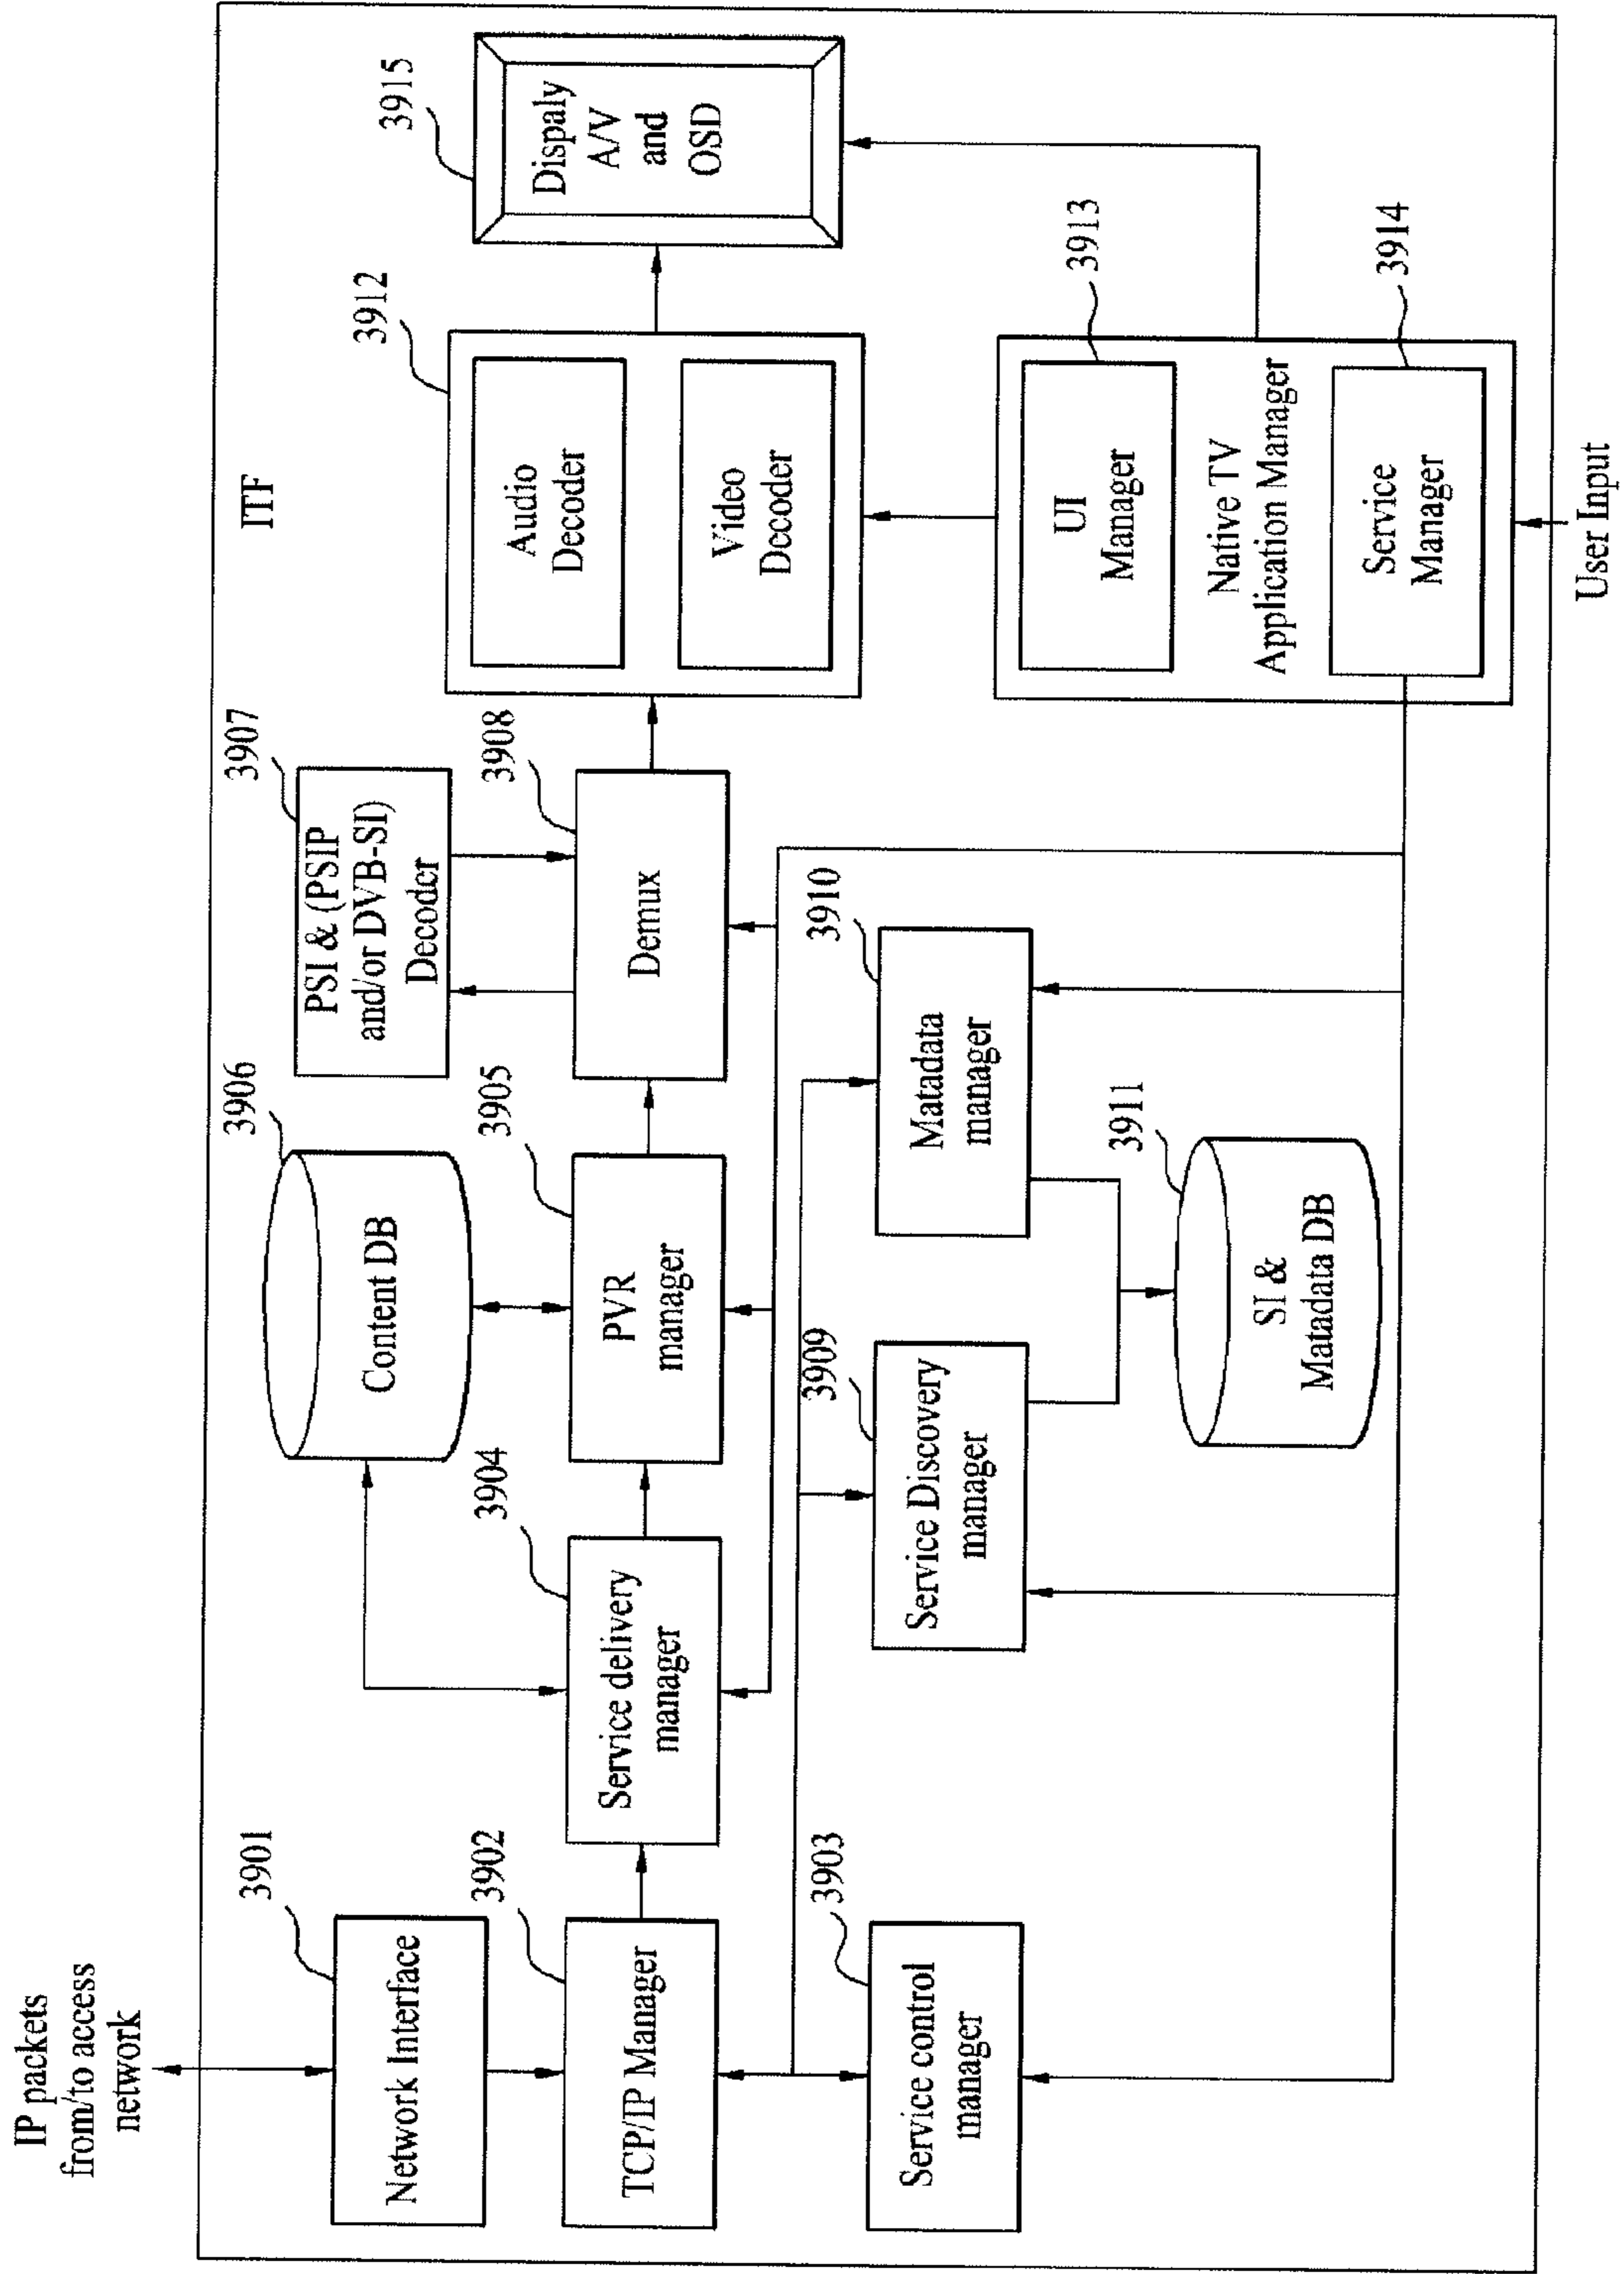 ITF
IP packets
from/to access
network
3901
Network Interface
3902
TCP/IP Manager
3903
Service control
manager
3904
Service delivery
manager
3906
Content DB
3905
PVR
manager
3907
PSI & (PSIP
and/or DVB-SI)
Decoder
3908
Demux
3909
Service Discovery
manager
3910
Matadata
manager
3911
SI &
Matadata DB
3912
Audio
Decoder
Video
Decoder
3915
Dispaly
A/V
and
OSD
3913
UI
Manager
Native TV
Application Manager
3914
Service
Manager
User Input